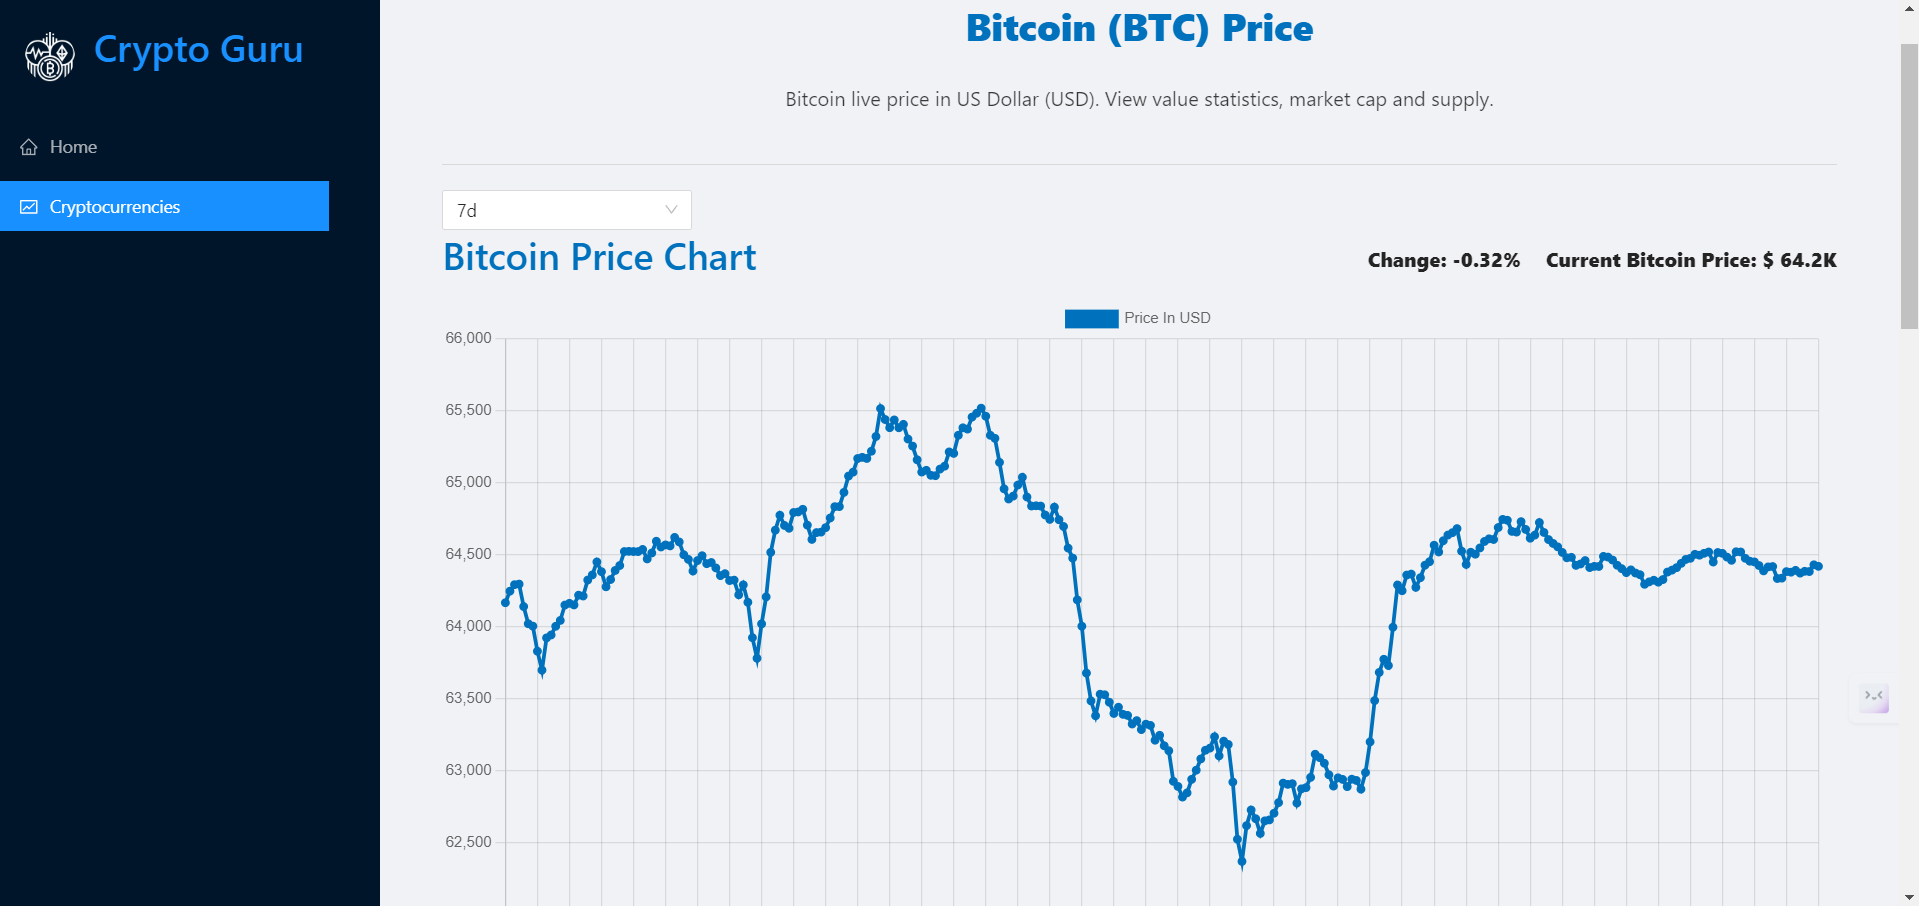 Crypto Guru
Home
Cryptocurrencies
Bitcoin (BTC) Price
Bitcoin live price in US Dollar (USD). View value statistics, market cap and supply.
7d
Bitcoin Price Chart
Change: -0.32%
Current Bitcoin Price: $ 64.2K
Price In USD
66,000
65,500
65,000
64,500
64,000
63,500
63,000
62,500